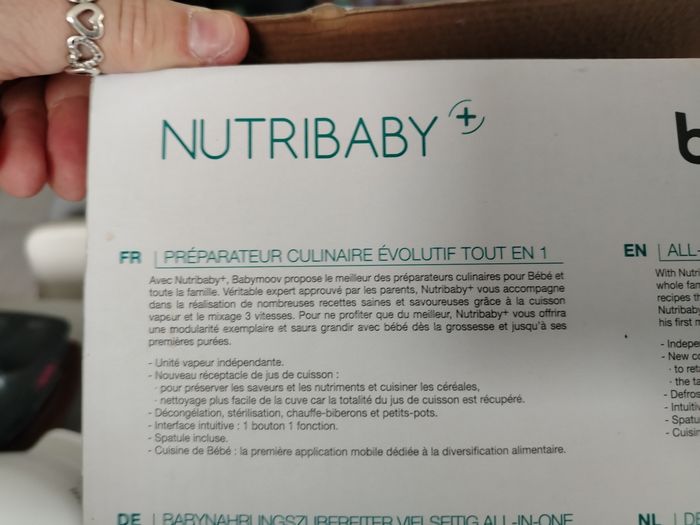 NUTRIBABY+
FR | PRÉPARATEUR CULINAIRE ÉVOLUTIF TOUT EN 1
Avec Nutribaby+, Babymoov propose le meilleur des préparateurs culinaires pour Bébé et
toute la famille. Véritable expert approuvé par les parents, Nutribaby+ vous accompagne
dans la réalisation de nombreuses recettes saines et savoureuses grâce à la cuisson
vapeur et le mixage 3 vitesses. Pour ne profiter que du meilleur, Nutribaby+ vous offrira
une modularité exemplaire et saura grandir avec bébé dès la grossesse et jusqu'à ses
premières purées.
- Unité vapeur indépendante.
- Nouveau réceptacle de jus de cuisson :
· pour préserver les saveurs et les nutriments et cuisiner les céréales,
· nettoyage plus facile de la cuve car la totalité du jus de cuisson est récupéré.
- Décongélation, stérilisation, chauffe-biberons et petits-pots.
- Interface intuitive : 1 bouton 1 fonction.
- Spatule incluse.
- Cuisine de Bébé : la première application mobile dédiée à la diversification alimentaire.
DE | BABYNAHRUNGSZUBEREITER VIELSEITIG ALL-IN-ONE
b
EN | ALL-
With Nutri
whole fam
recipes t
Nutribaby
his first m
- Indepe
- New co
· to reta
· the ta
- Defros
- Intuitiv
- Spatu
- Cuisin
NL